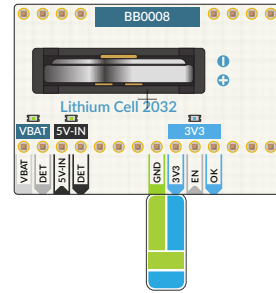 BB0008
Lithium Cell 2032
VBAT 5V-IN 3V3
VBAT DET 5V-IN DET GND 3V3 EN OK